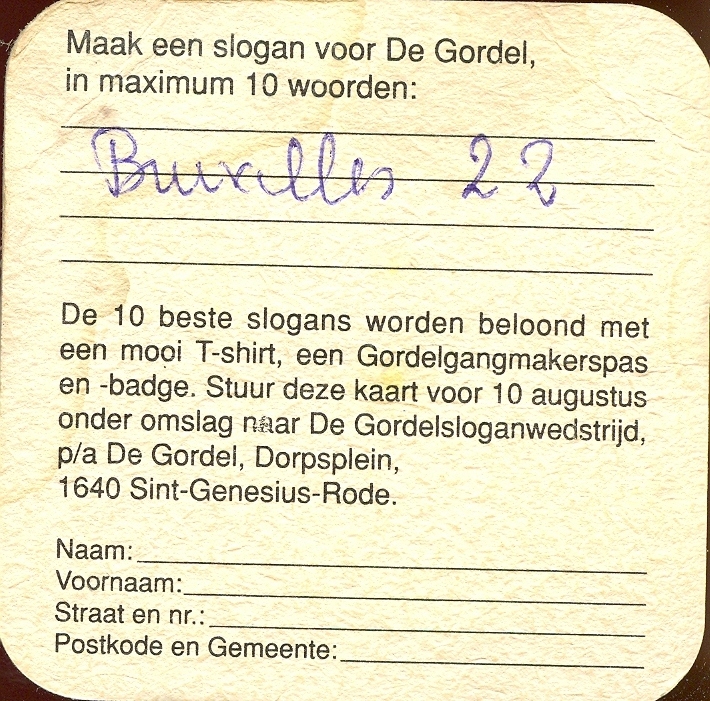 Maak een slogan voor De Gordel,
in maximum 10 woorden:
Bruxelles 22
De 10 beste slogans worden beloond met
een mooi T-shirt, een Gordelgangmakerspas
en -badge. Stuur deze kaart voor 10 augustus
onder omslag naar De Gordelsloganwedstrijd,
p/a De Gordel, Dorpsplein,
1640 Sint-Genesius-Rode.
Naam:
Voornaam:
Straat en nr.:
Postkode en Gemeente: